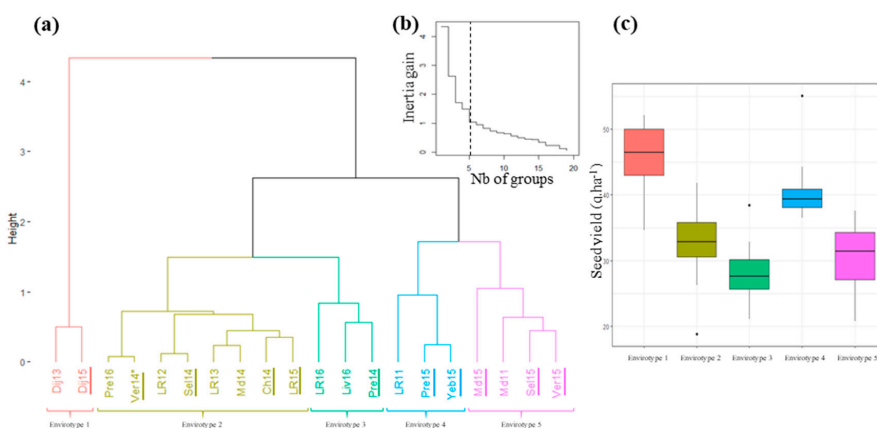 (a)
(b)
(c)
Height
4
3
2
1
0
Dij13
Dij15
Pre16
Ver14*
LR12
Sel14
LR13
Md14
Ch14
LR15
LR16
Liv16
Pre14
LR11
Pre15
Yeb15
Md15
Md11
Sel15
Ver15
Envirotype 1
Envirotype 2
Envirotype 3
Envirotype 4
Envirotype 5
Inertia gain
4
3
2
1
0
5
10
15
20
Nb of groups
Seed yield (q.ha-1)
50
40
30
20
Envirotype 1
Envirotype 2
Envirotype 3
Envirotype 4
Envirotype 5